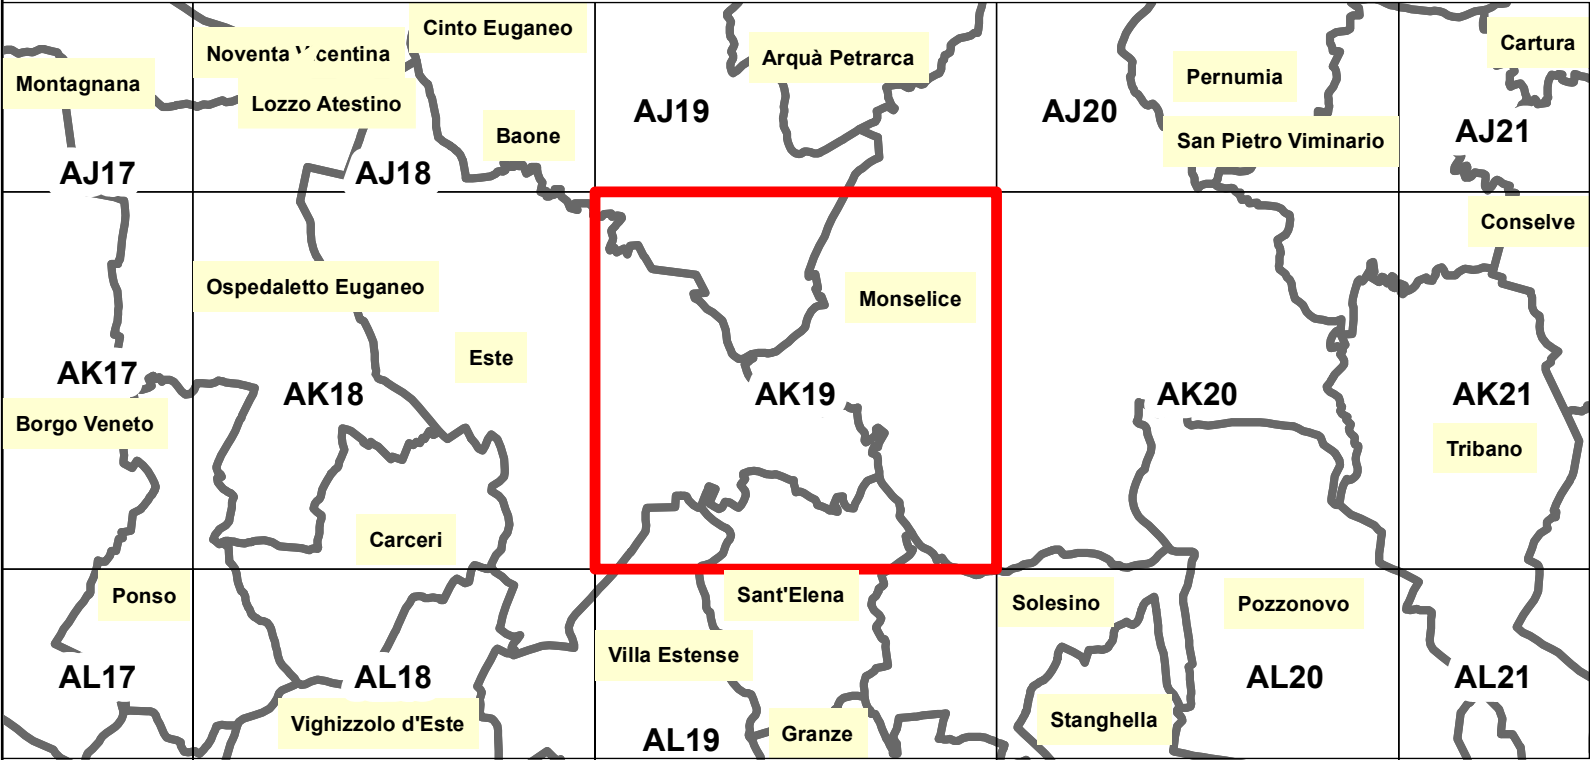 Cinto Euganeo
Cartura
Noventa V centina
Arquà Petrarca
Montagnana
Pernumia
Lozzo Atestino
AJ19
AJ20
Baone
San Pietro Viminario
AJ21
AJ17
AJ18
Conselve
Ospedaletto Euganeo
Monselice
Este
AK17
AK18
AK19
AK20
AK21
Borgo Veneto
Tribano
Carceri
Ponso
Sant'Elena
Solesino
Pozzonovo
Villa Estense
AL17
AL18
AL20
AL21
Vighizzolo d'Este
Stanghella
AL19
Granze